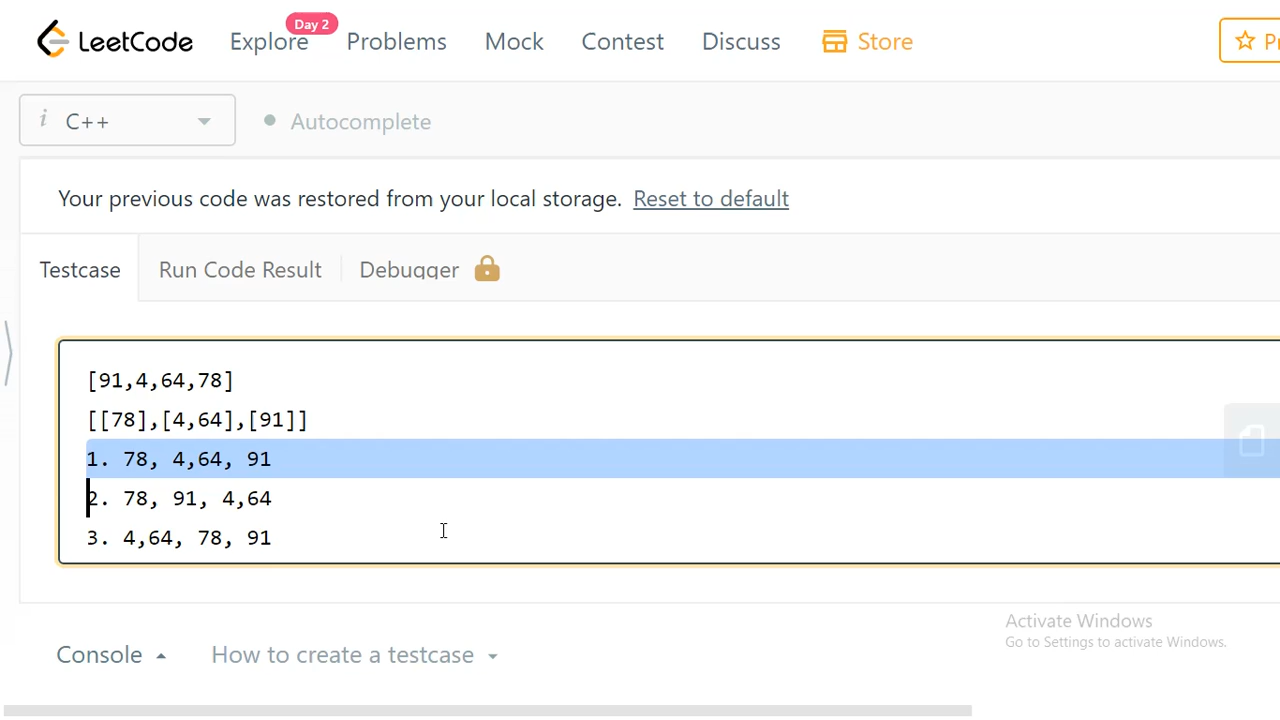 LeetCode Explore Day 2 Problems Mock Contest Discuss Store
i C++ Autocomplete
Your previous code was restored from your local storage. Reset to default
Testcase Run Code Result Debugger
[91,4,64,78]
[[78],[4,64],[91]]
1. 78, 4,64, 91
2. 78, 91, 4,64
3. 4,64, 78, 91
Activate Windows
Go to Settings to activate Windows.
Console How to create a testcase